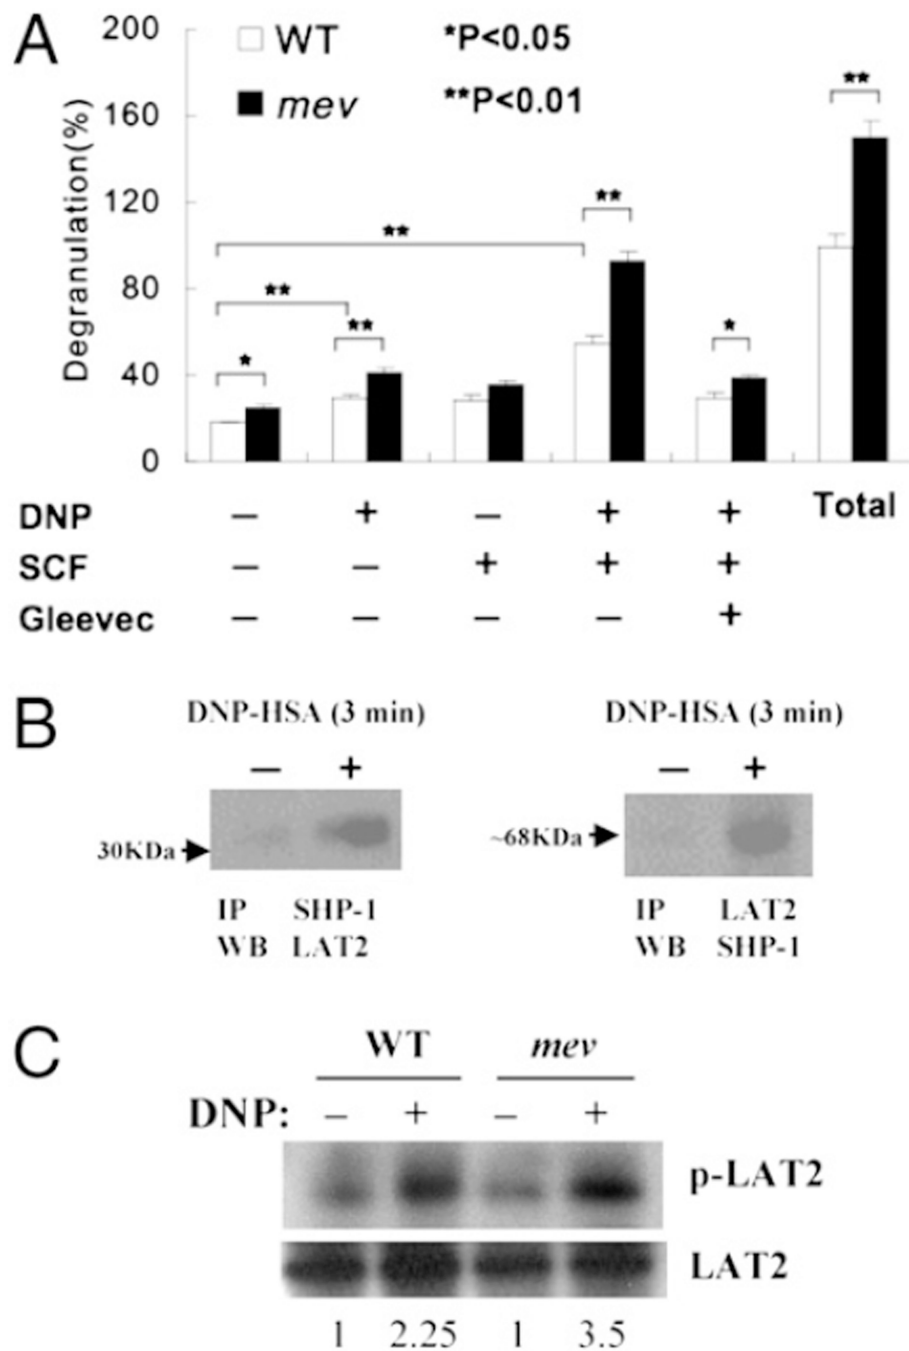 A
200
160
120
80
40
0
Degranulation(%)
WT *P<0.05
mev **P<0.01
**
**
**
**
**
*
*
DNP – + – + + Total
SCF – – + + +
Gleevec – – – – +
B
DNP-HSA (3 min) DNP-HSA (3 min)
– + – +
30KDa ~68KDa
IP SHP-1 IP LAT2
WB LAT2 WB SHP-1
C
WT mev
DNP: – + – +
p-LAT2
LAT2
1 2.25 1 3.5